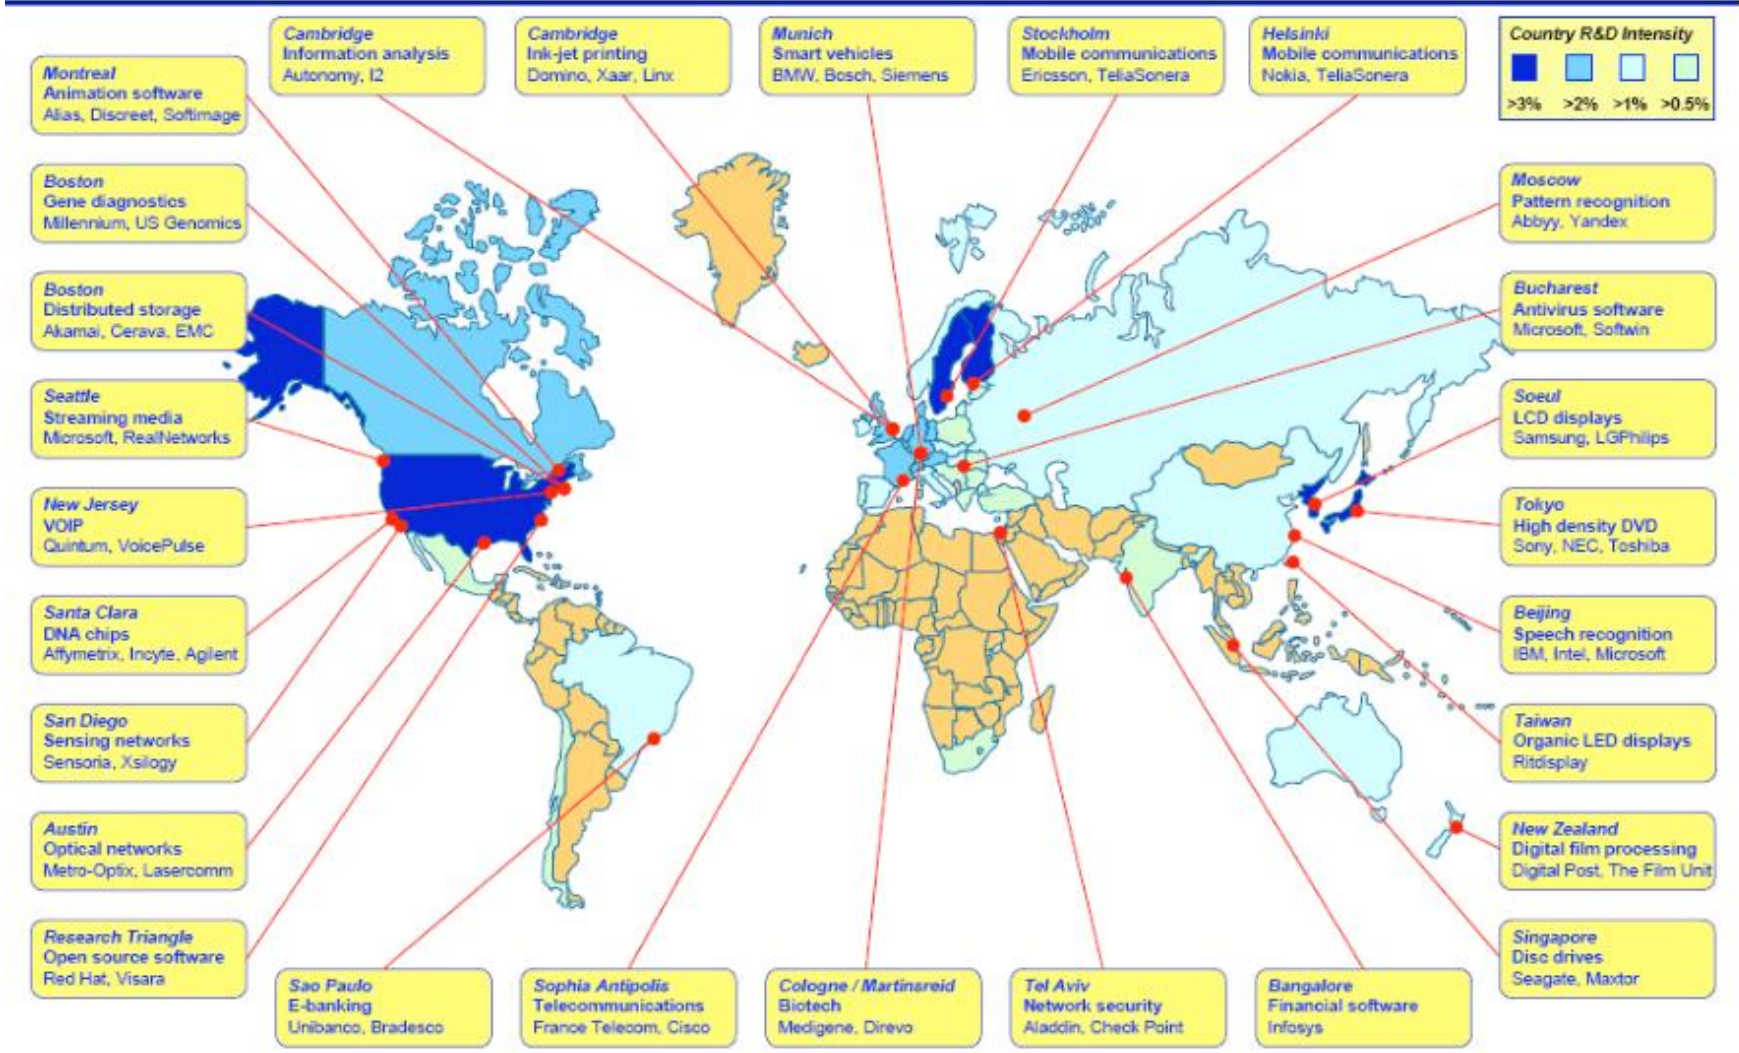 Cambridge
Information analysis
Autonomy, I2
Cambridge
Ink-jet printing
Domino, Xaar, Linx
Munich
Smart vehicles
BMW, Bosch, Siemens
Stockholm
Mobile communications
Ericsson, TeliaSonera
Helsinki
Mobile communications
Nokia, TeliaSonera
Country R&D Intensity
>3% >2% >1% >0.5%
Montreal
Animation software
Alias, Discreet, Softimage
Boston
Gene diagnostics
Millennium, US Genomics
Boston
Distributed storage
Akamai, Cerava, EMC
Seattle
Streaming media
Microsoft, RealNetworks
New Jersey
VOIP
Quintum, VoicePulse
Santa Clara
DNA chips
Affymetrix, Incyte, Agilent
San Diego
Sensing networks
Sensoria, Xsilogy
Austin
Optical networks
Metro-Optix, Lasercomm
Research Triangle
Open source software
Red Hat, Visara
Sao Paulo
E-banking
Unibanco, Bradesco
Sophia Antipolis
Telecommunications
France Telecom, Cisco
Cologne / Martinsreid
Biotech
Medigene, Direvo
Tel Aviv
Network security
Aladdin, Check Point
Bangalore
Financial software
Infosys
Moscow
Pattern recognition
Abbyy, Yandex
Bucharest
Antivirus software
Microsoft, Softwin
Soeul
LCD displays
Samsung, LGPhilips
Tokyo
High density DVD
Sony, NEC, Toshiba
Beijing
Speech recognition
IBM, Intel, Microsoft
Taiwan
Organic LED displays
Ritdisplay
New Zealand
Digital film processing
Digital Post, The Film Unit
Singapore
Disc drives
Seagate, Maxtor